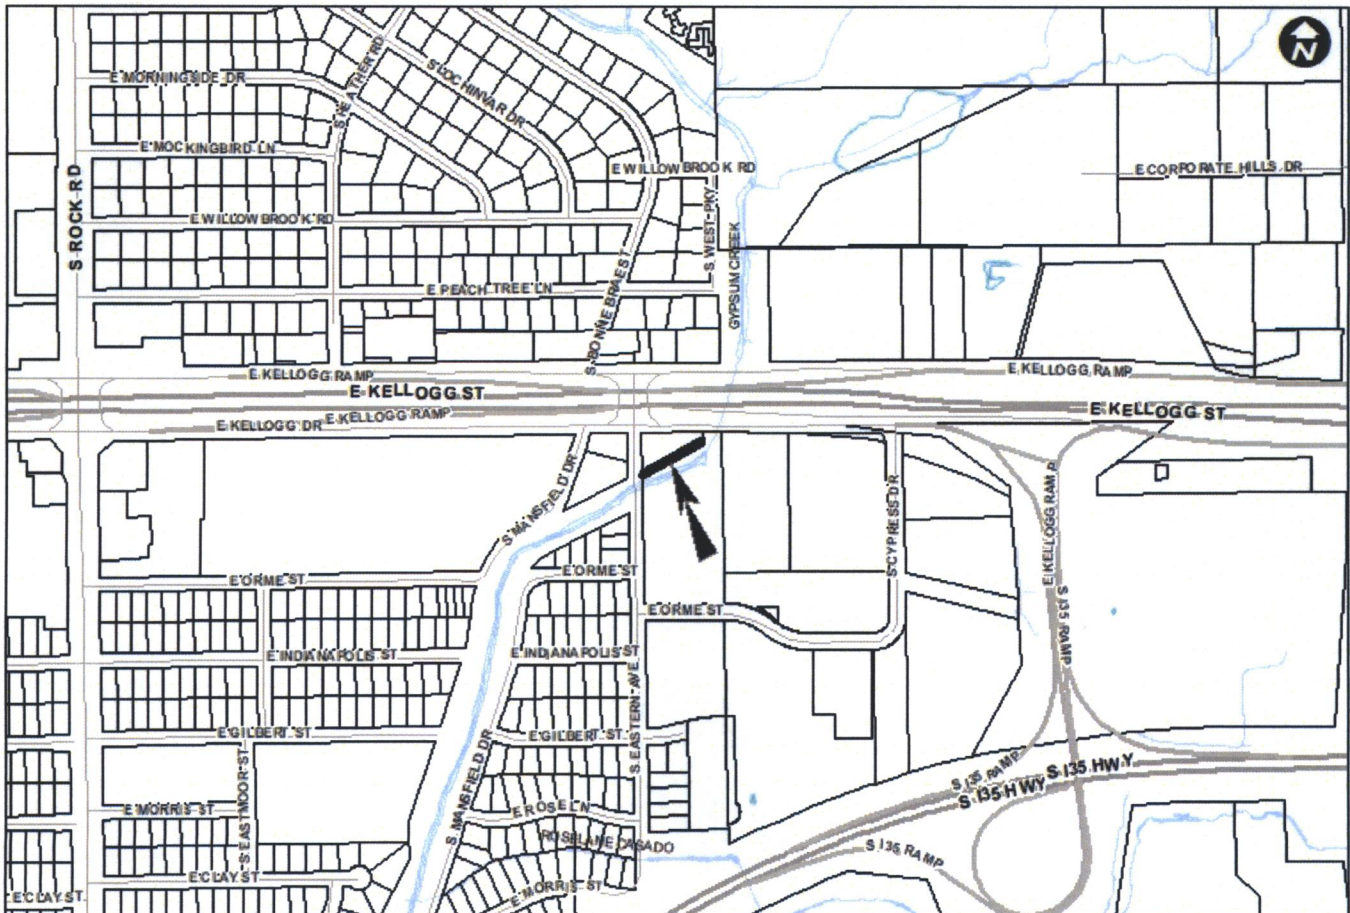 N
E MORNINGSIDE DR
S HEATHER RD
S LOCHINVAR DR
E MOCKINGBIRD LN
E WILLOWBROOK RD
E CORPORATE HILLS DR
S ROCK RD
E WILLOWBROOK RD
S WEST PKY
GYPSUM CREEK
E PEACH TREE LN
S BONNE BRAE ST
E KELLOGG RAMP
E KELLOGG RAMP
E KELLOGG ST
E KELLOGG ST
E KELLOGG DR
E KELLOGG RAMP
S MANSFIELD DR
S CYPRESS DR
E KELLOGG RAMP
E ORME ST
E ORME ST
E ORME ST
S I35 RAMP
E INDIANAPOLIS ST
E INDIANAPOLIS ST
S EASTERN AVE
E GILBERT ST
E GILBERT ST
S MANSFIELD DR
S EASTMOOR ST
S I35 RAMP
S I35 HWY
S I35 HWY
E MORRIS ST
E ROSE LN
ROSELANE CASADO
S I35 RAMP
E CLAY ST
E CLAY ST
E MORRIS ST